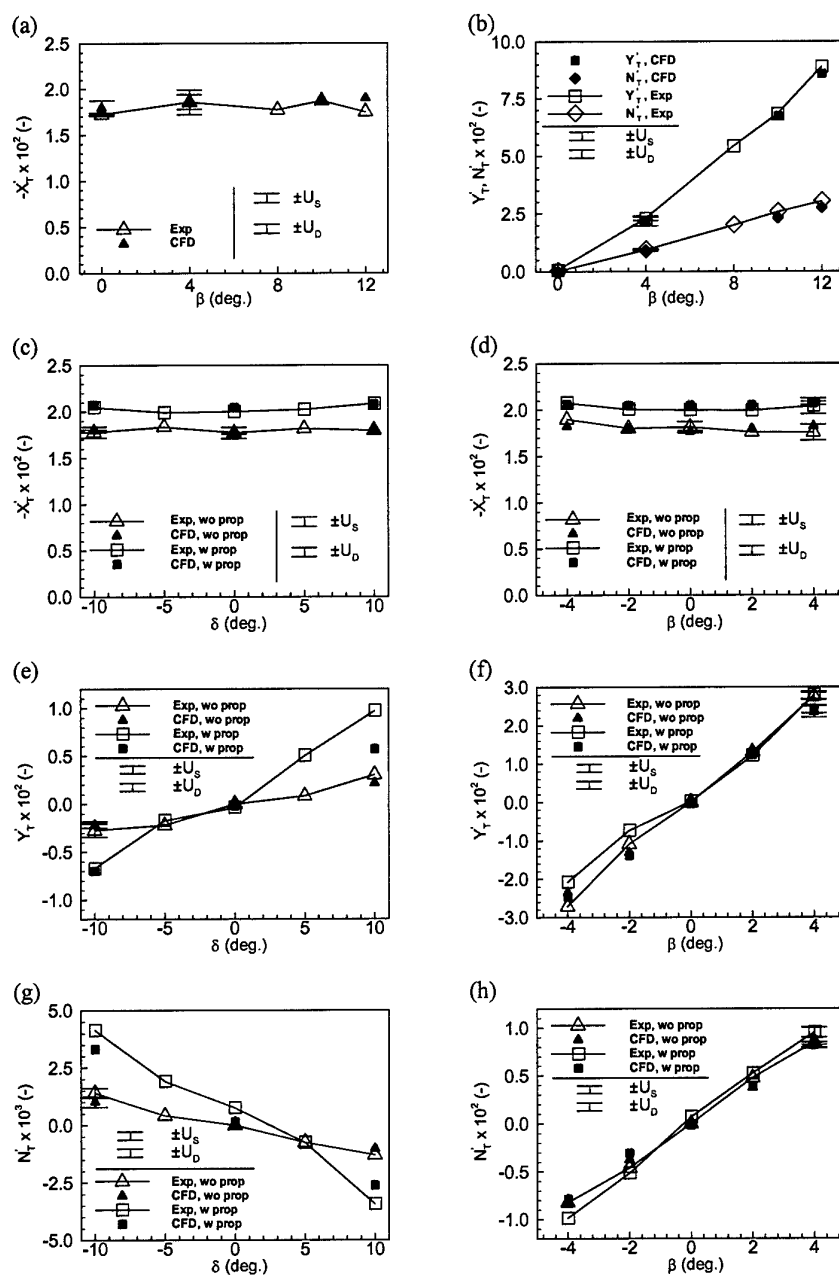 (a)
2.5
2.0
1.5
1.0
0.5
0.0
-X'T x 10² (-)
Exp
CFD
±US
±UD
0 4 8 12
β (deg.)
(b)
10.0
7.5
5.0
2.5
0.0
Y'T, N'T x 10² (-)
Y'T, CFD
N'T, CFD
Y'T, Exp
N'T, Exp
±US
±UD
0 4 8 12
β (deg.)
(c)
2.5
2.0
1.5
1.0
0.5
0.0
-X'T x 10² (-)
Exp, wo prop
CFD, wo prop
Exp, w prop
CFD, w prop
±US
±UD
-10 -5 0 5 10
δ (deg.)
(d)
2.5
2.0
1.5
1.0
0.5
0.0
-X'T x 10² (-)
Exp, wo prop
CFD, wo prop
Exp, w prop
CFD, w prop
±US
±UD
-4 -2 0 2 4
β (deg.)
(e)
1.0
0.5
0.0
-0.5
-1.0
Y'T x 10² (-)
Exp, wo prop
CFD, wo prop
Exp, w prop
CFD, w prop
±US
±UD
-10 -5 0 5 10
δ (deg.)
(f)
3.0
2.0
1.0
0.0
-1.0
-2.0
-3.0
Y'T x 10² (-)
Exp, wo prop
CFD, wo prop
Exp, w prop
CFD, w prop
±US
±UD
-4 -2 0 2 4
β (deg.)
(g)
5.0
2.5
0.0
-2.5
-5.0
N'T x 10³ (-)
±US
±UD
Exp, wo prop
CFD, wo prop
Exp, w prop
CFD, w prop
-10 -5 0 5 10
δ (deg.)
(h)
1.0
0.5
0.0
-0.5
-1.0
N'T x 10² (-)
Exp, wo prop
CFD, wo prop
Exp, w prop
CFD, w prop
±US
±UD
-4 -2 0 2 4
β (deg.)